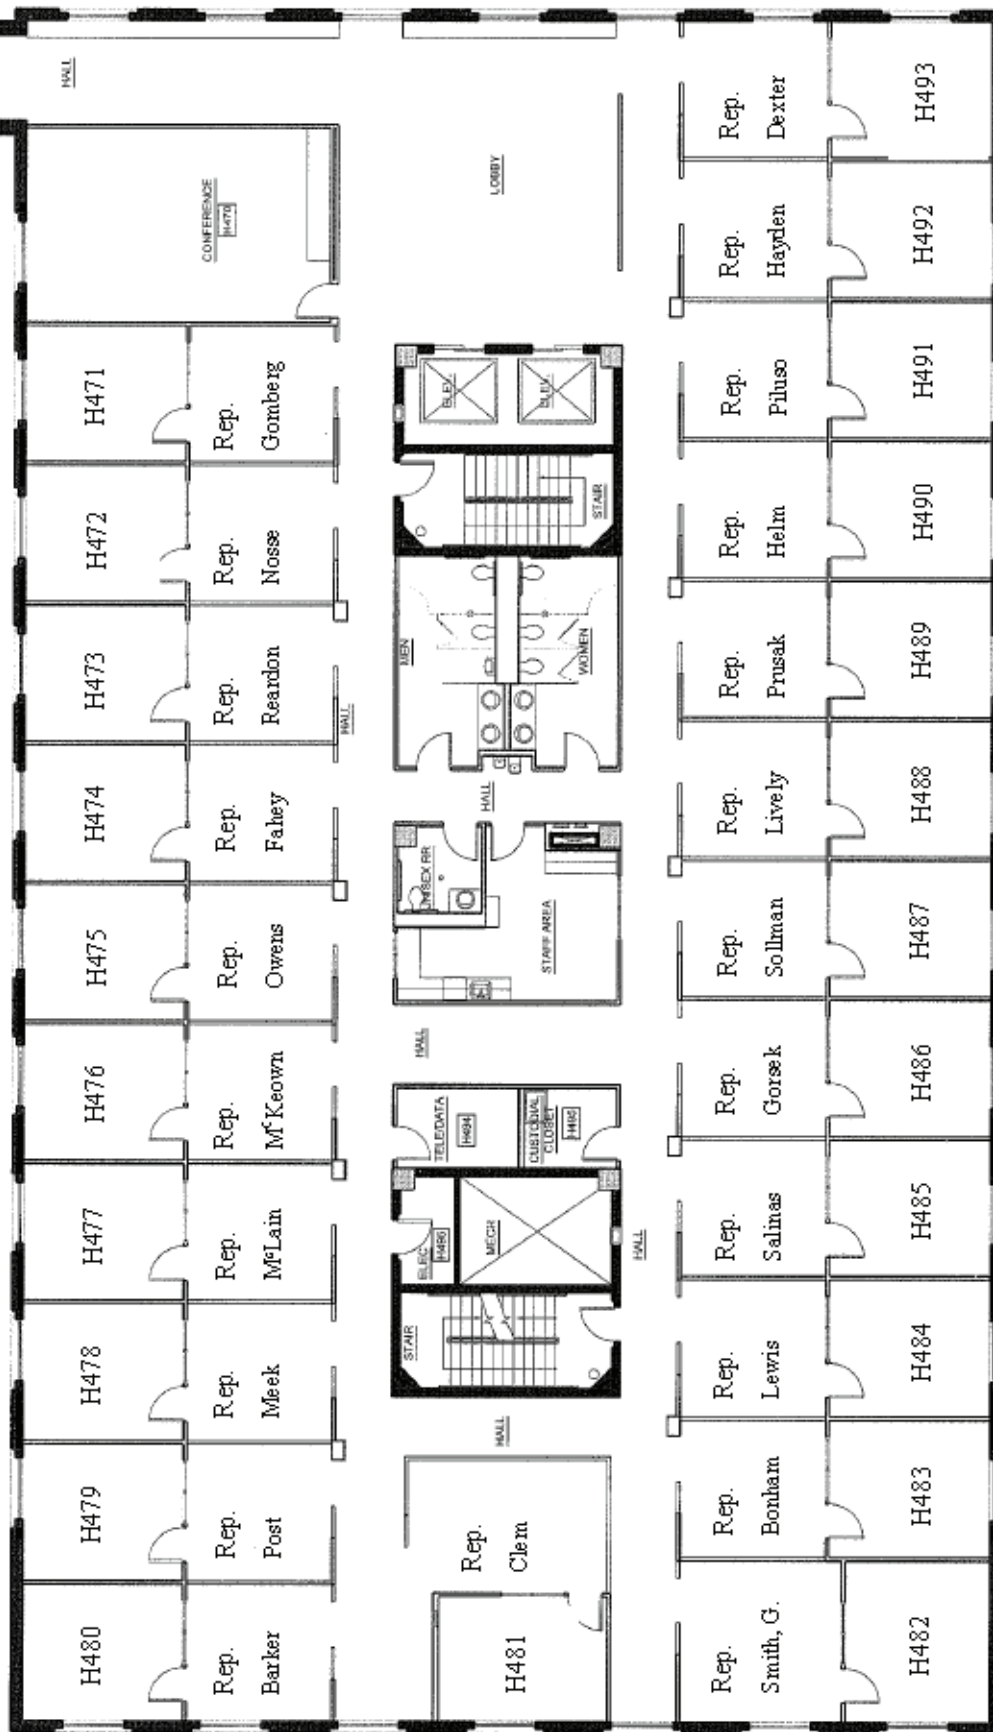 H480
H479
H478
H477
H476
H475
H474
H473
H472
H471
CONFERENCE
H470
HALL
Rep.
Barker
Rep.
Post
Rep.
Meek
Rep.
McLain
Rep.
McKeown
Rep.
Owens
Rep.
Fahey
Rep.
Reardon
Rep.
Nosse
Rep.
Gomberg
HALL
H481
Rep.
Clem
HALL
STAIR
ELEC
H496
MECH
TELE/DATA
H494
CUSTODIAL
CLOSET
H495
HALL
UNISEX RR
STAFF AREA
HALL
MEN
WOMEN
STAIR
ELEV.
ELEV.
LOBBY
HALL
Rep.
Smith, G.
Rep.
Bonham
Rep.
Lewis
Rep.
Salinas
Rep.
Gorsek
Rep.
Sollman
Rep.
Lively
Rep.
Prusak
Rep.
Helm
Rep.
Piluso
Rep.
Hayden
Rep.
Dexter
H482
H483
H484
H485
H486
H487
H488
H489
H490
H491
H492
H493